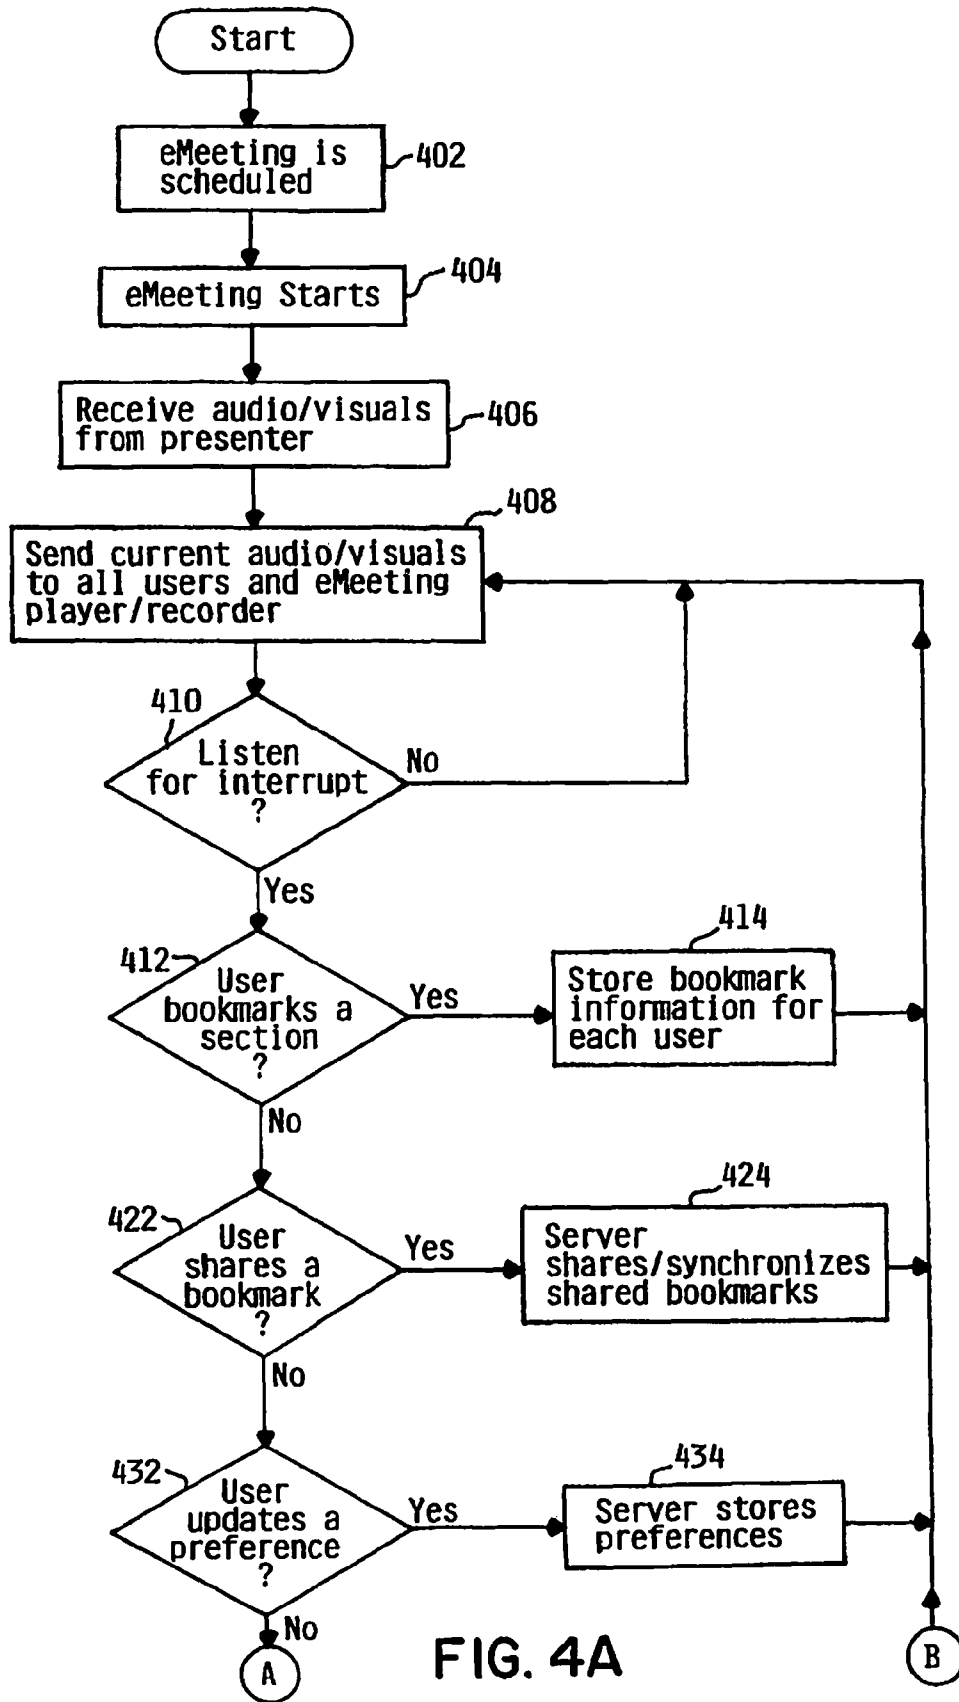 Start
eMeeting is
scheduled
402
eMeeting Starts
404
Receive audio/visuals
from presenter
406
408
Send current audio/visuals
to all users and eMeeting
player/recorder
410
Listen
for interrupt
?
No
Yes
412
User
bookmarks a
section
?
Yes
414
Store bookmark
information for
each user
No
422
User
shares a
bookmark
?
Yes
424
Server
shares/synchronizes
shared bookmarks
No
432
User
updates a
preference
?
Yes
434
Server stores
preferences
No
A
FIG. 4A
B